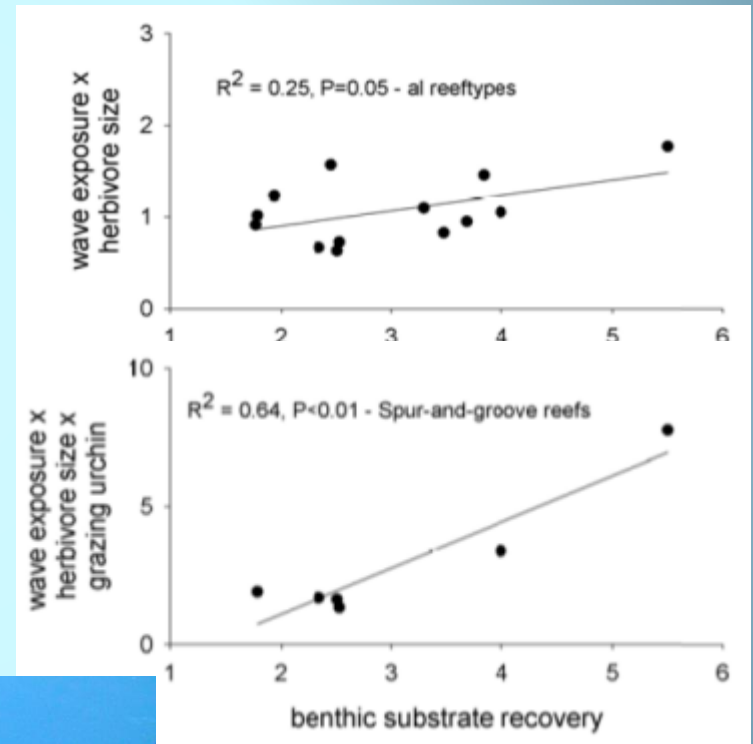 3
2
1
0
wave exposure x
herbivore size
R2 = 0.25, P=0.05 - al reeftypes
1 2 3 4 5 6
10
5
0
wave exposure x
herbivore size x
grazing urchin
R2 = 0.64, P<0.01 - Spur-and-groove reefs
1 2 3 4 5 6
benthic substrate recovery